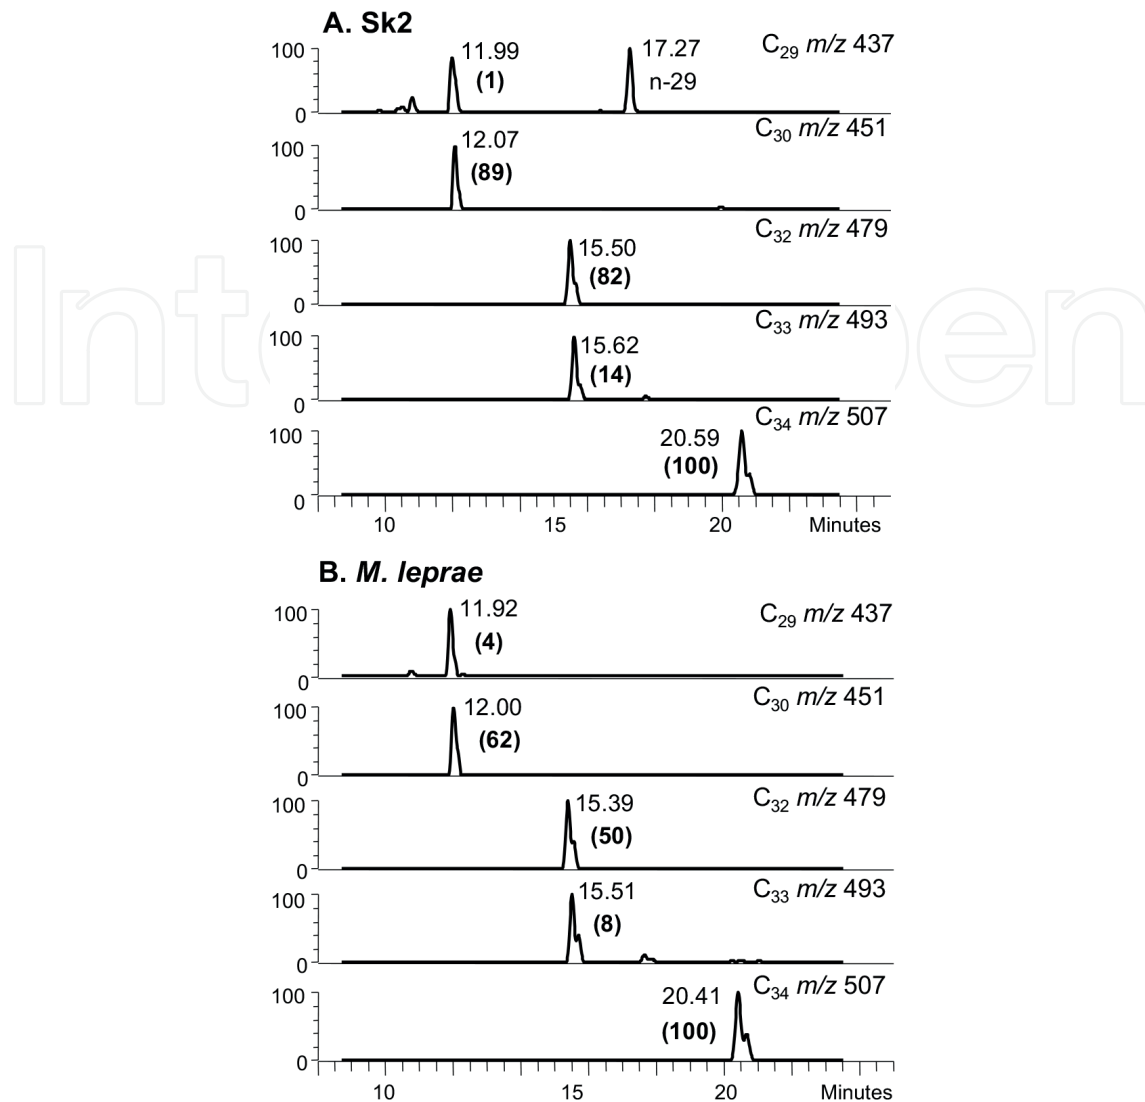 A. Sk2
100
11.99
17.27
C29 m/z 437
(1)
n-29
0
C30 m/z 451
100
12.07
(89)
0
C32 m/z 479
100
15.50
(82)
0
C33 m/z 493
100
15.62
(14)
0
C34 m/z 507
100
20.59
(100)
0
10 15 20 Minutes
B. M. leprae
100
11.92
C29 m/z 437
(4)
0
C30 m/z 451
100
12.00
(62)
0
C32 m/z 479
100
15.39
(50)
0
C33 m/z 493
100
15.51
(8)
0
C34 m/z 507
100
20.41
(100)
0
10 15 20 Minutes